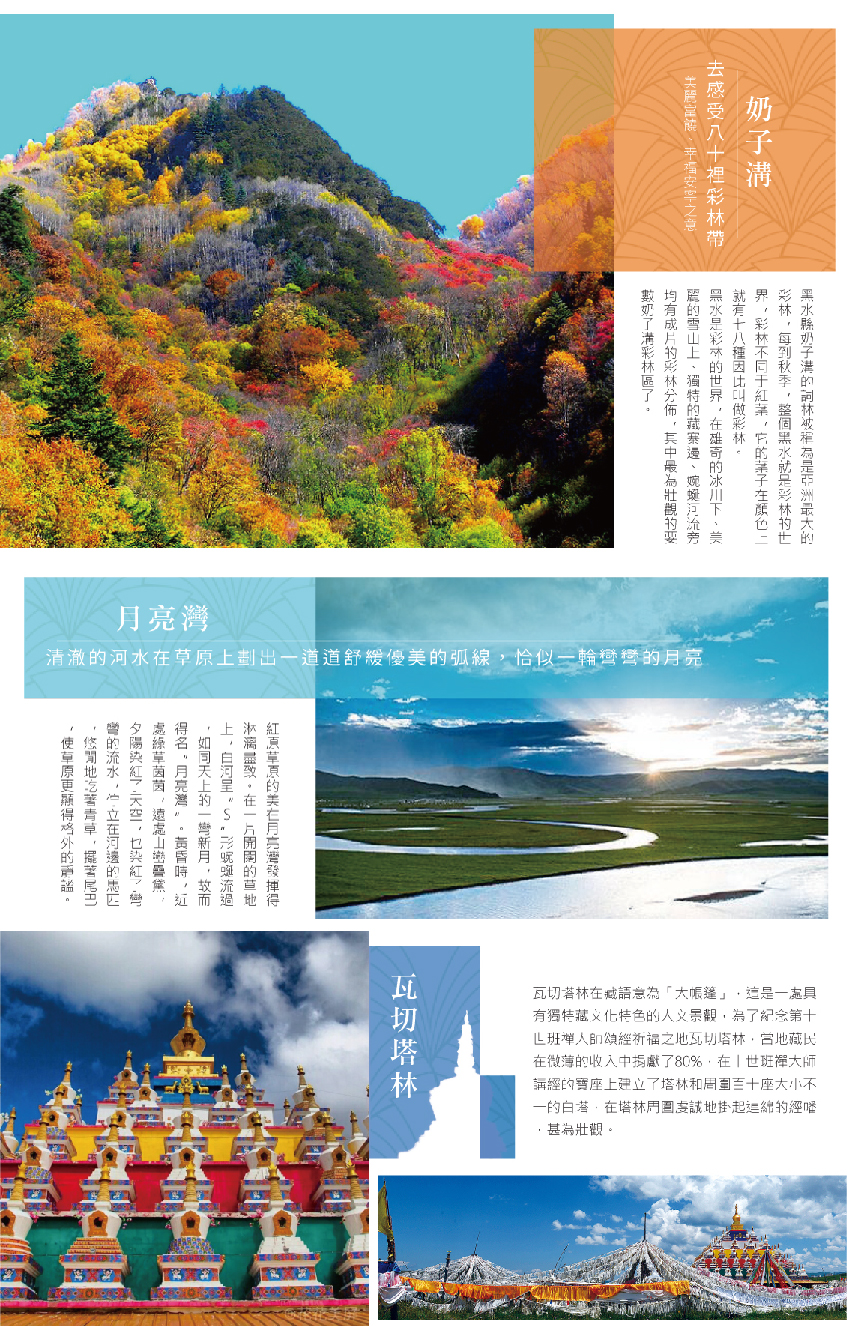 奶子溝
去感受八十裡彩林帶
美麗富饒 幸福安寧之意
黑水縣奶子溝的詞林被稱為是亞洲最大的
彩林，每到秋季，整個黑水就是彩林的世
界，彩林不同于紅葉，它的葉子在顏色上
就有十八種因此叫做彩林。
黑水是彩林的世界，在雄奇的冰川下、美
麗的雪山上、獨特的藏寨邊、婉蜒河流旁
均有成片的彩林分佈，其中最為壯觀的要
數奶子溝彩林區了。
月亮灣
清澈的河水在草原上劃出一道道舒緩優美的弧線，恰似一輪彎彎的月亮
紅原草原的美在月亮灣發揮得
淋漓盡致。在一片開闊的草地
上，白河呈〝S〞形蜿蜒流過
，如同天上的一彎新月，故而
得名〝月亮灣〞。黃昏時，近
處綠草茵茵，遠處山巒疊黛，
夕陽染紅了天空，也染紅了彎
彎的流水，佇立在河邊的馬匹
，悠閒地吃著青草，擺著尾巴
，使草原更顯得格外的靜謐。
瓦切塔林
瓦切塔林在藏語意為「大帳篷」，這是一處具
有獨特藏文化特色的人文景觀，為了紀念第十
世班禪大師頌經祈福之地瓦切塔林，當地藏民
在微薄的收入中捐獻了80%，在十世班禪大師
講經的寶座上建立了塔林和周圍百十座大小不
一的白塔，在塔林周圍虔誠地掛起連綿的經幡
，甚為壯觀。